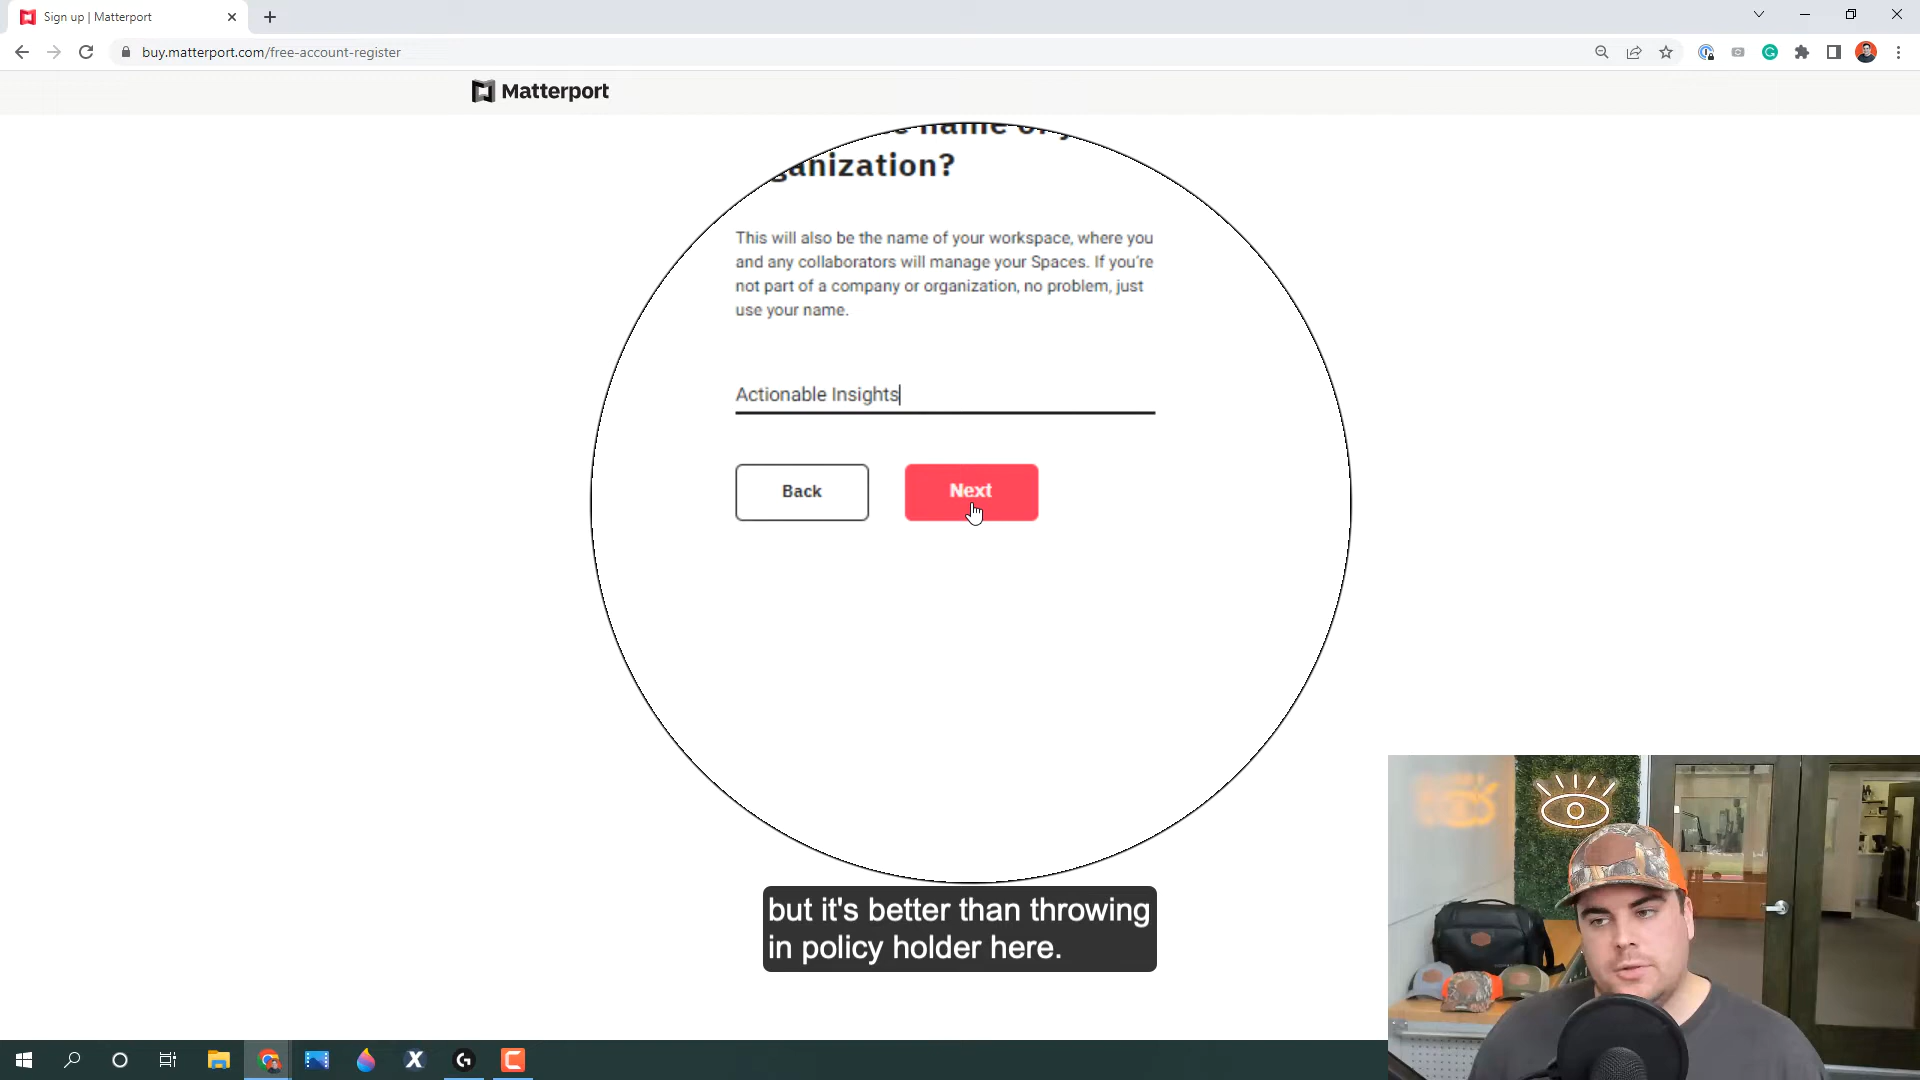 Sign up | Matterport
buy.matterport.com/free-account-register
Matterport
name o
ganization?
This will also be the name of your workspace, where you
and any collaborators will manage your Spaces. If you're
not part of a company or organization, no problem, just
use your name.
Actionable Insights
Back
Next
but it's better than throwing
in policy holder here.